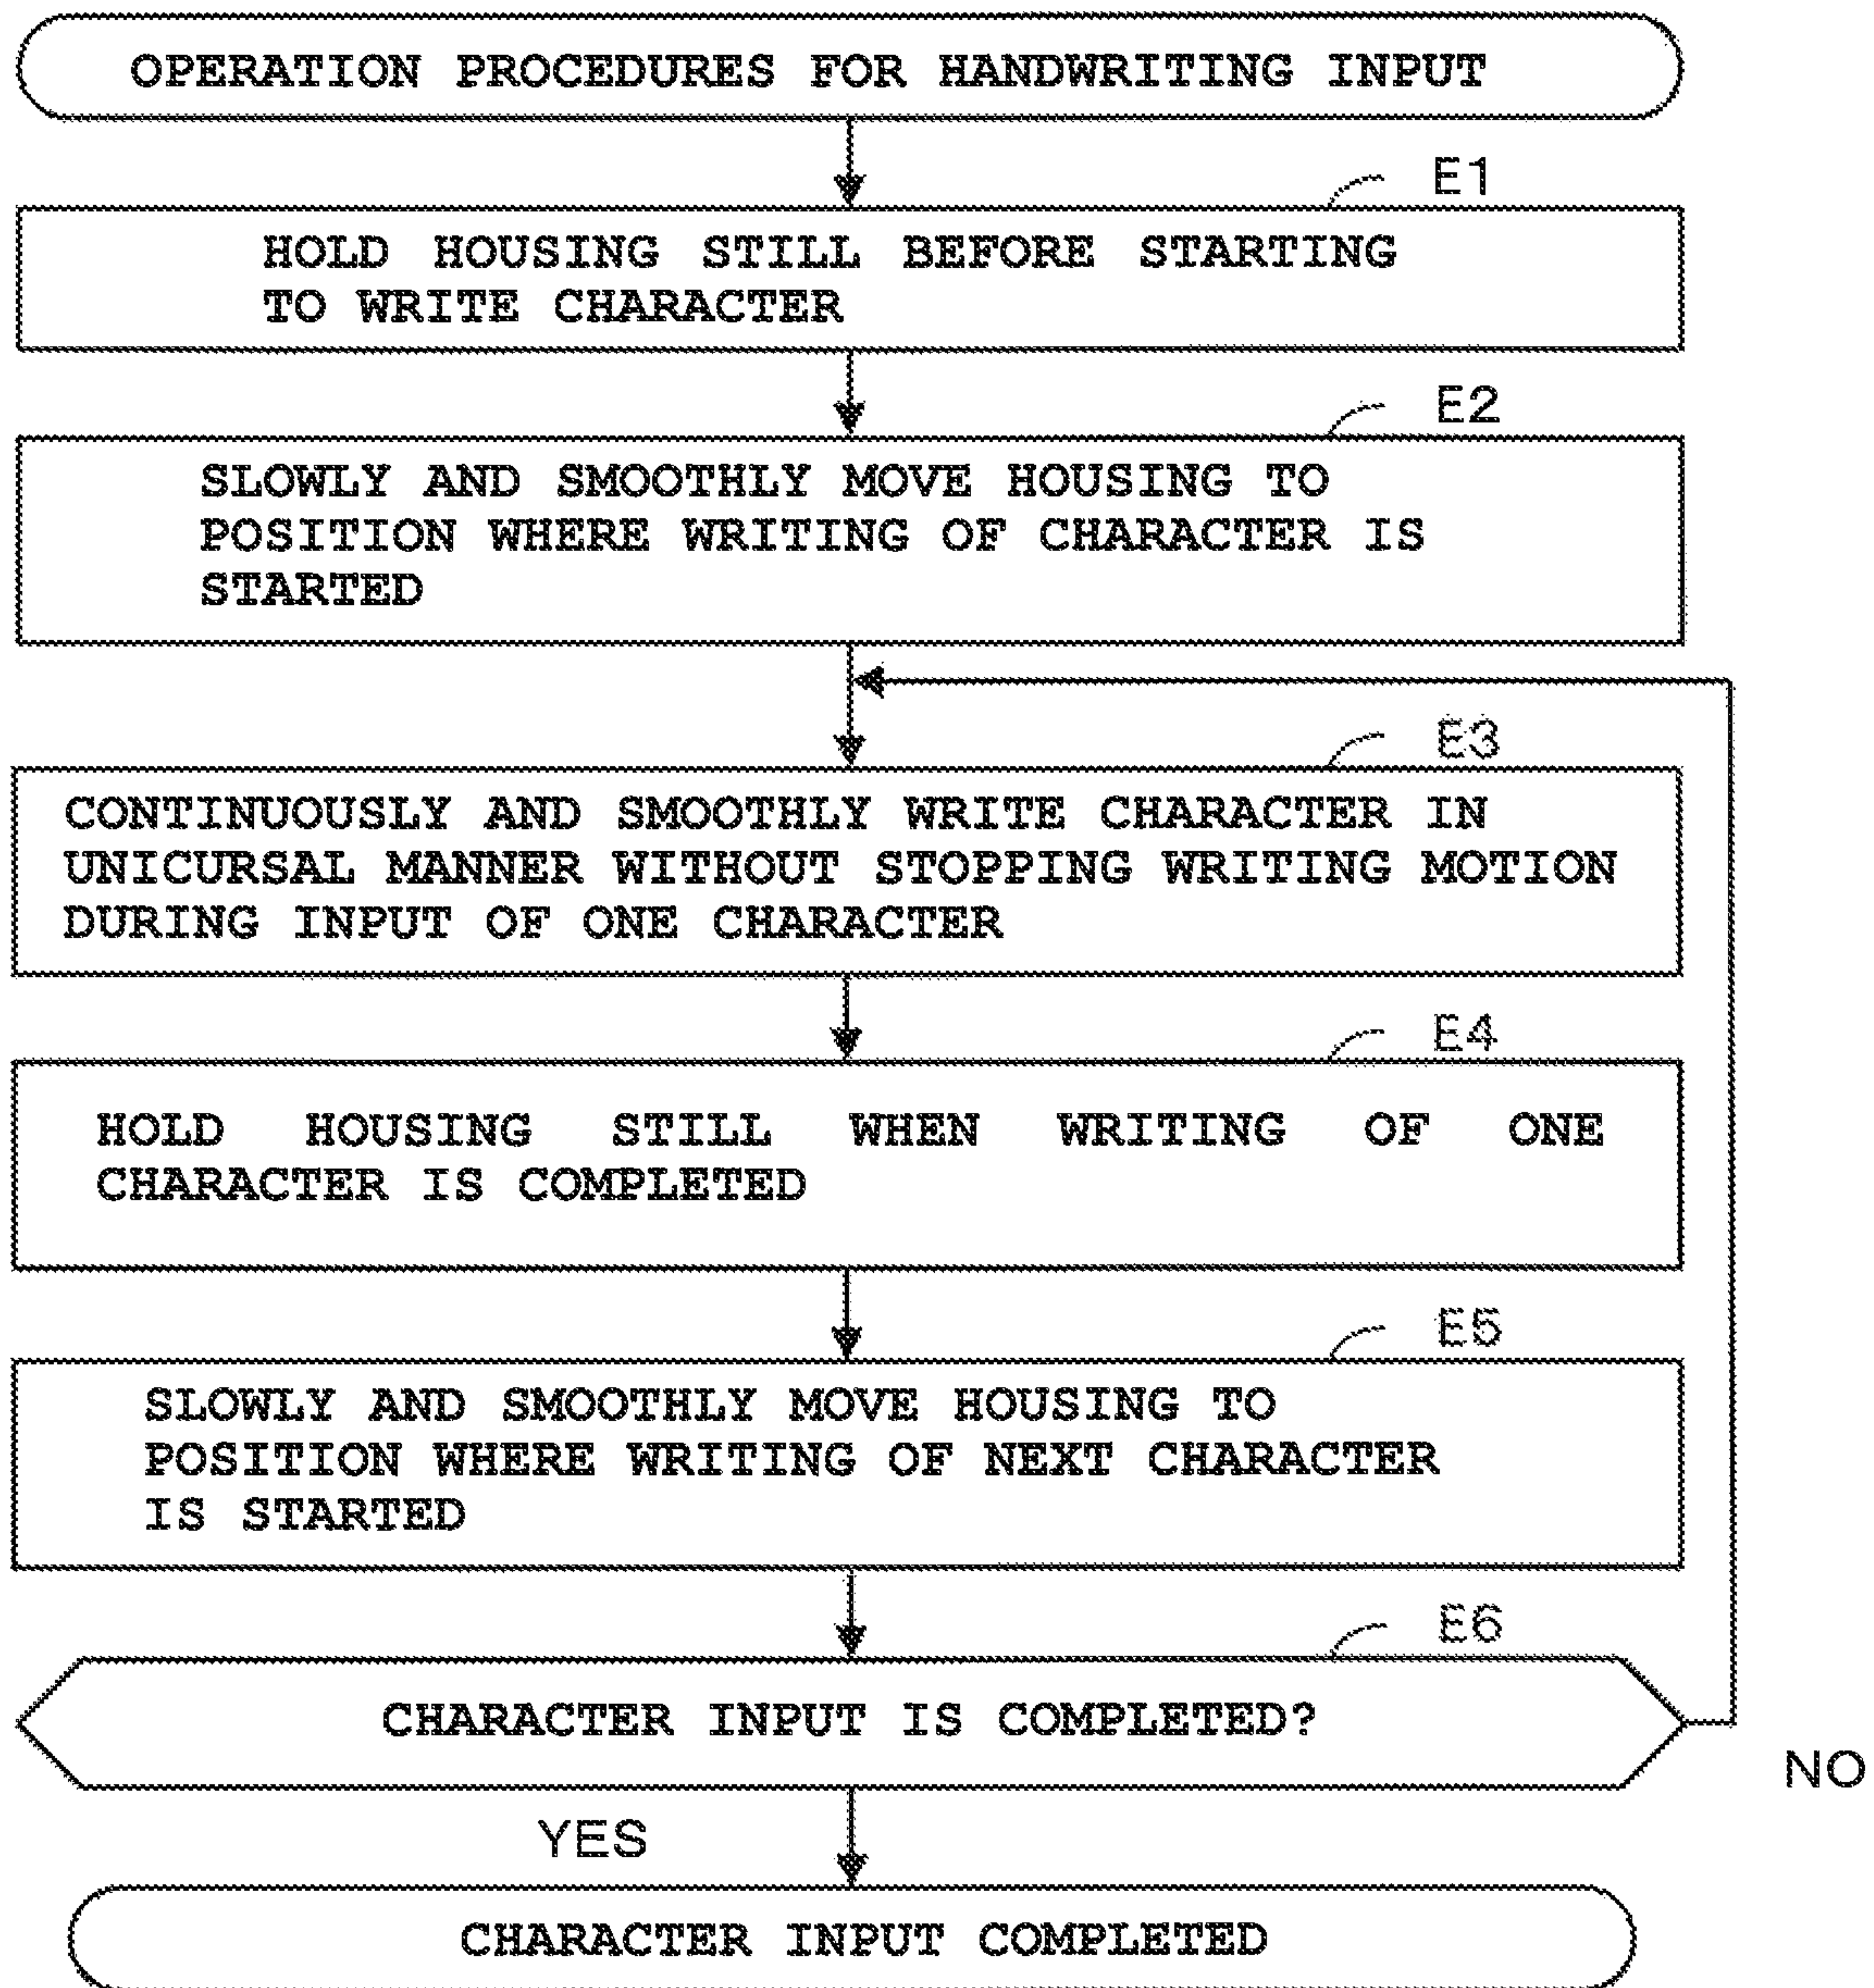 OPERATION PROCEDURES FOR HANDWRITING INPUT
E1
HOLD HOUSING STILL BEFORE STARTING
TO WRITE CHARACTER
E2
SLOWLY AND SMOOTHLY MOVE HOUSING TO
POSITION WHERE WRITING OF CHARACTER IS
STARTED
E3
CONTINUOUSLY AND SMOOTHLY WRITE CHARACTER IN
UNICURSAL MANNER WITHOUT STOPPING WRITING MOTION
DURING INPUT OF ONE CHARACTER
E4
HOLD HOUSING STILL WHEN WRITING OF ONE
CHARACTER IS COMPLETED
E5
SLOWLY AND SMOOTHLY MOVE HOUSING TO
POSITION WHERE WRITING OF NEXT CHARACTER
IS STARTED
E6
CHARACTER INPUT IS COMPLETED?
NO
YES
CHARACTER INPUT COMPLETED